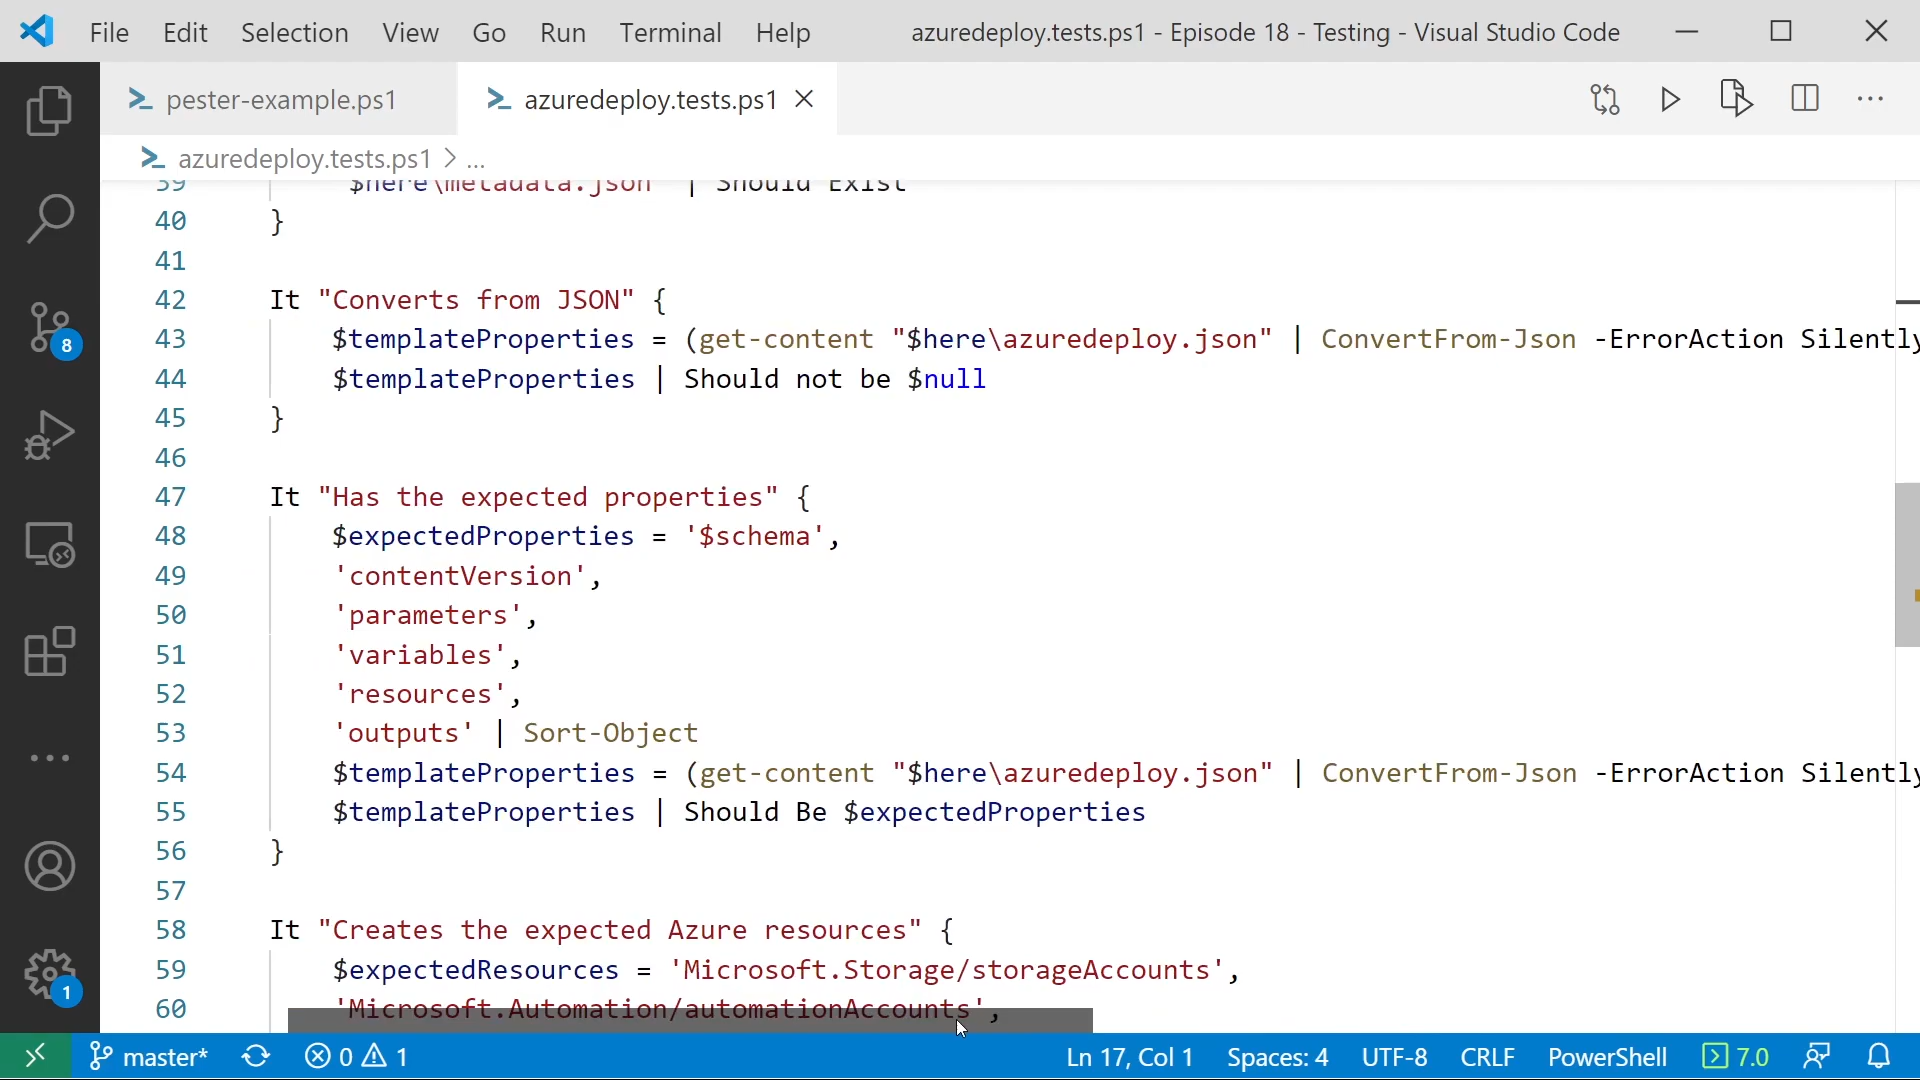 File Edit Selection View Go Run Terminal Help azuredeploy.tests.ps1 - Episode 18 - Testing - Visual Studio Code
pester-example.ps1 azuredeploy.tests.ps1
azuredeploy.tests.ps1 > ...
39 "$here\metadata.json" | Should Exist
40 }
41
42 It "Converts from JSON" {
43 $templateProperties = (get-content "$here\azuredeploy.json" | ConvertFrom-Json -ErrorAction Silently
44 $templateProperties | Should not be $null
45 }
46
47 It "Has the expected properties" {
48 $expectedProperties = '$schema',
49 'contentVersion',
50 'parameters',
51 'variables',
52 'resources',
53 'outputs' | Sort-Object
54 $templateProperties = (get-content "$here\azuredeploy.json" | ConvertFrom-Json -ErrorAction Silently
55 $templateProperties | Should Be $expectedProperties
56 }
57
58 It "Creates the expected Azure resources" {
59 $expectedResources = 'Microsoft.Storage/storageAccounts',
60 'Microsoft.Automation/automationAccounts',
8
1
master* 0 1 Ln 17, Col 1 Spaces: 4 UTF-8 CRLF PowerShell 7.0